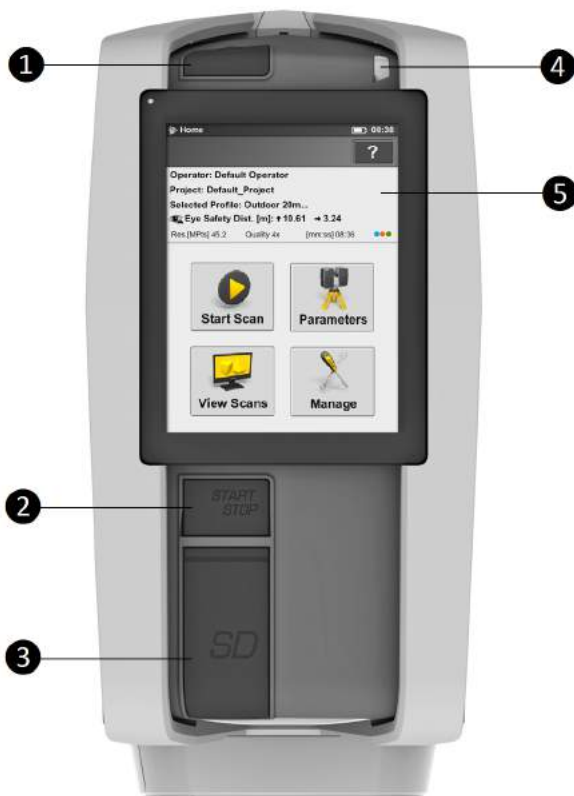 1
4
Home 08:38
?
Operator: Default Operator
Project: Default_Project
5
Selected Profile: Outdoor 20m...
Eye Safety Dist. [m]: 10.61 3.24
Res.[MPts] 45.2 Quality 4x [mm:ss] 08:36
Start Scan Parameters
View Scans Manage
2
START
STOP
3
SD